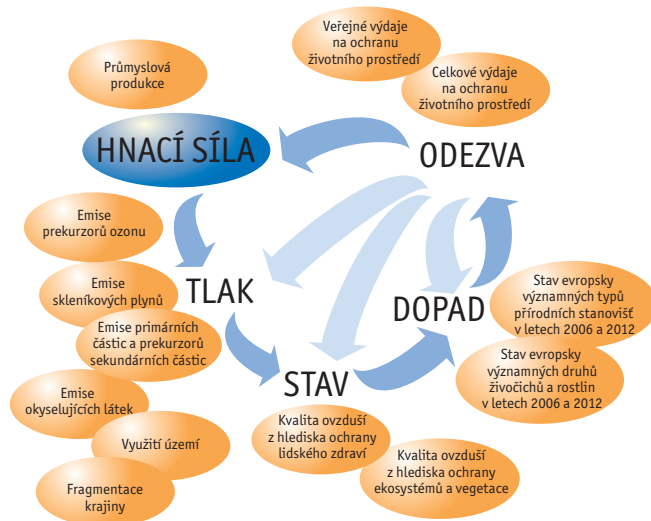 Průmyslová
produkce
Veřejné výdaje
na ochranu
životního prostředí
Celkové výdaje
na ochranu
životního prostředí
HNACÍ SÍLA
ODEZVA
Emise
prekurzorů ozonu
Emise
skleníkových plynů
TLAK
Emise primárních
částic a prekurzorů
sekundárních částic
DOPAD
Stav evropsky
významných typů
přírodních stanovišť
v letech 2006 a 2012
Stav evropsky
významných druhů
živočichů a rostlin
v letech 2006 a 2012
STAV
Emise
okyselujících látek
Využití území
Fragmentace
krajiny
Kvalita ovzduší
z hlediska ochrany
lidského zdraví
Kvalita ovzduší
z hlediska ochrany
ekosystémů a vegetace